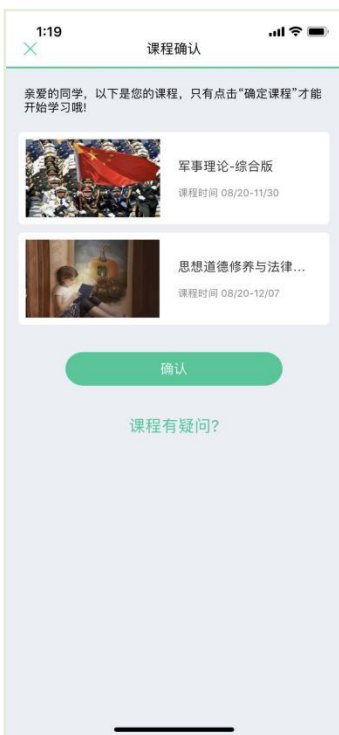 1:19
课程确认
亲爱的同学，以下是您的课程，只有点击“确定课程”才能
开始学习哦!
军事理论-综合版
课程时间 08/20-11/30
思想道德修养与法律...
课程时间 08/20-12/07
确认
课程有疑问?